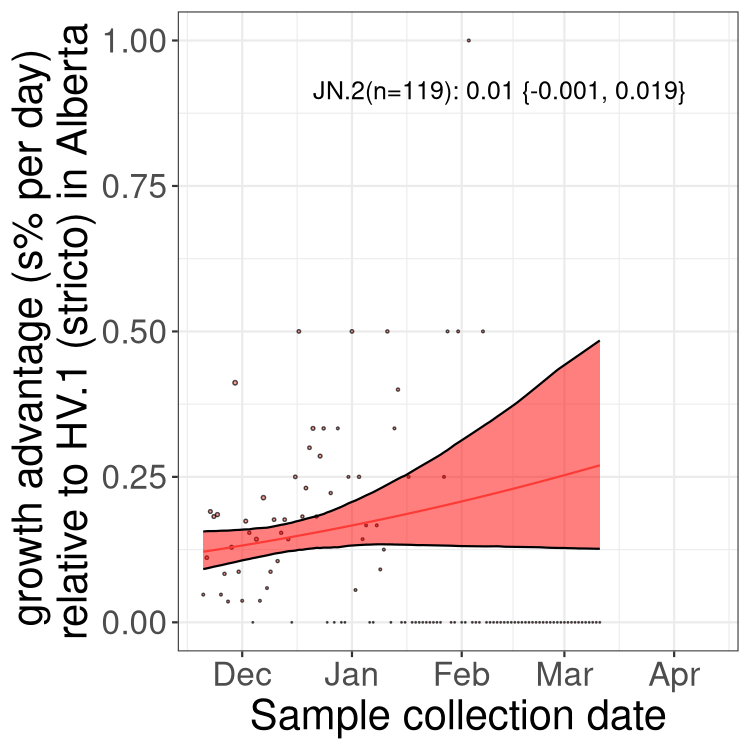 growth advantage (s% per day)
relative to HV.1 (stricto) in Alberta
1.00
0.75
0.50
0.25
0.00
JN.2(n=119): 0.01 {-0.001, 0.019}
Dec Jan Feb Mar Apr
Sample collection date